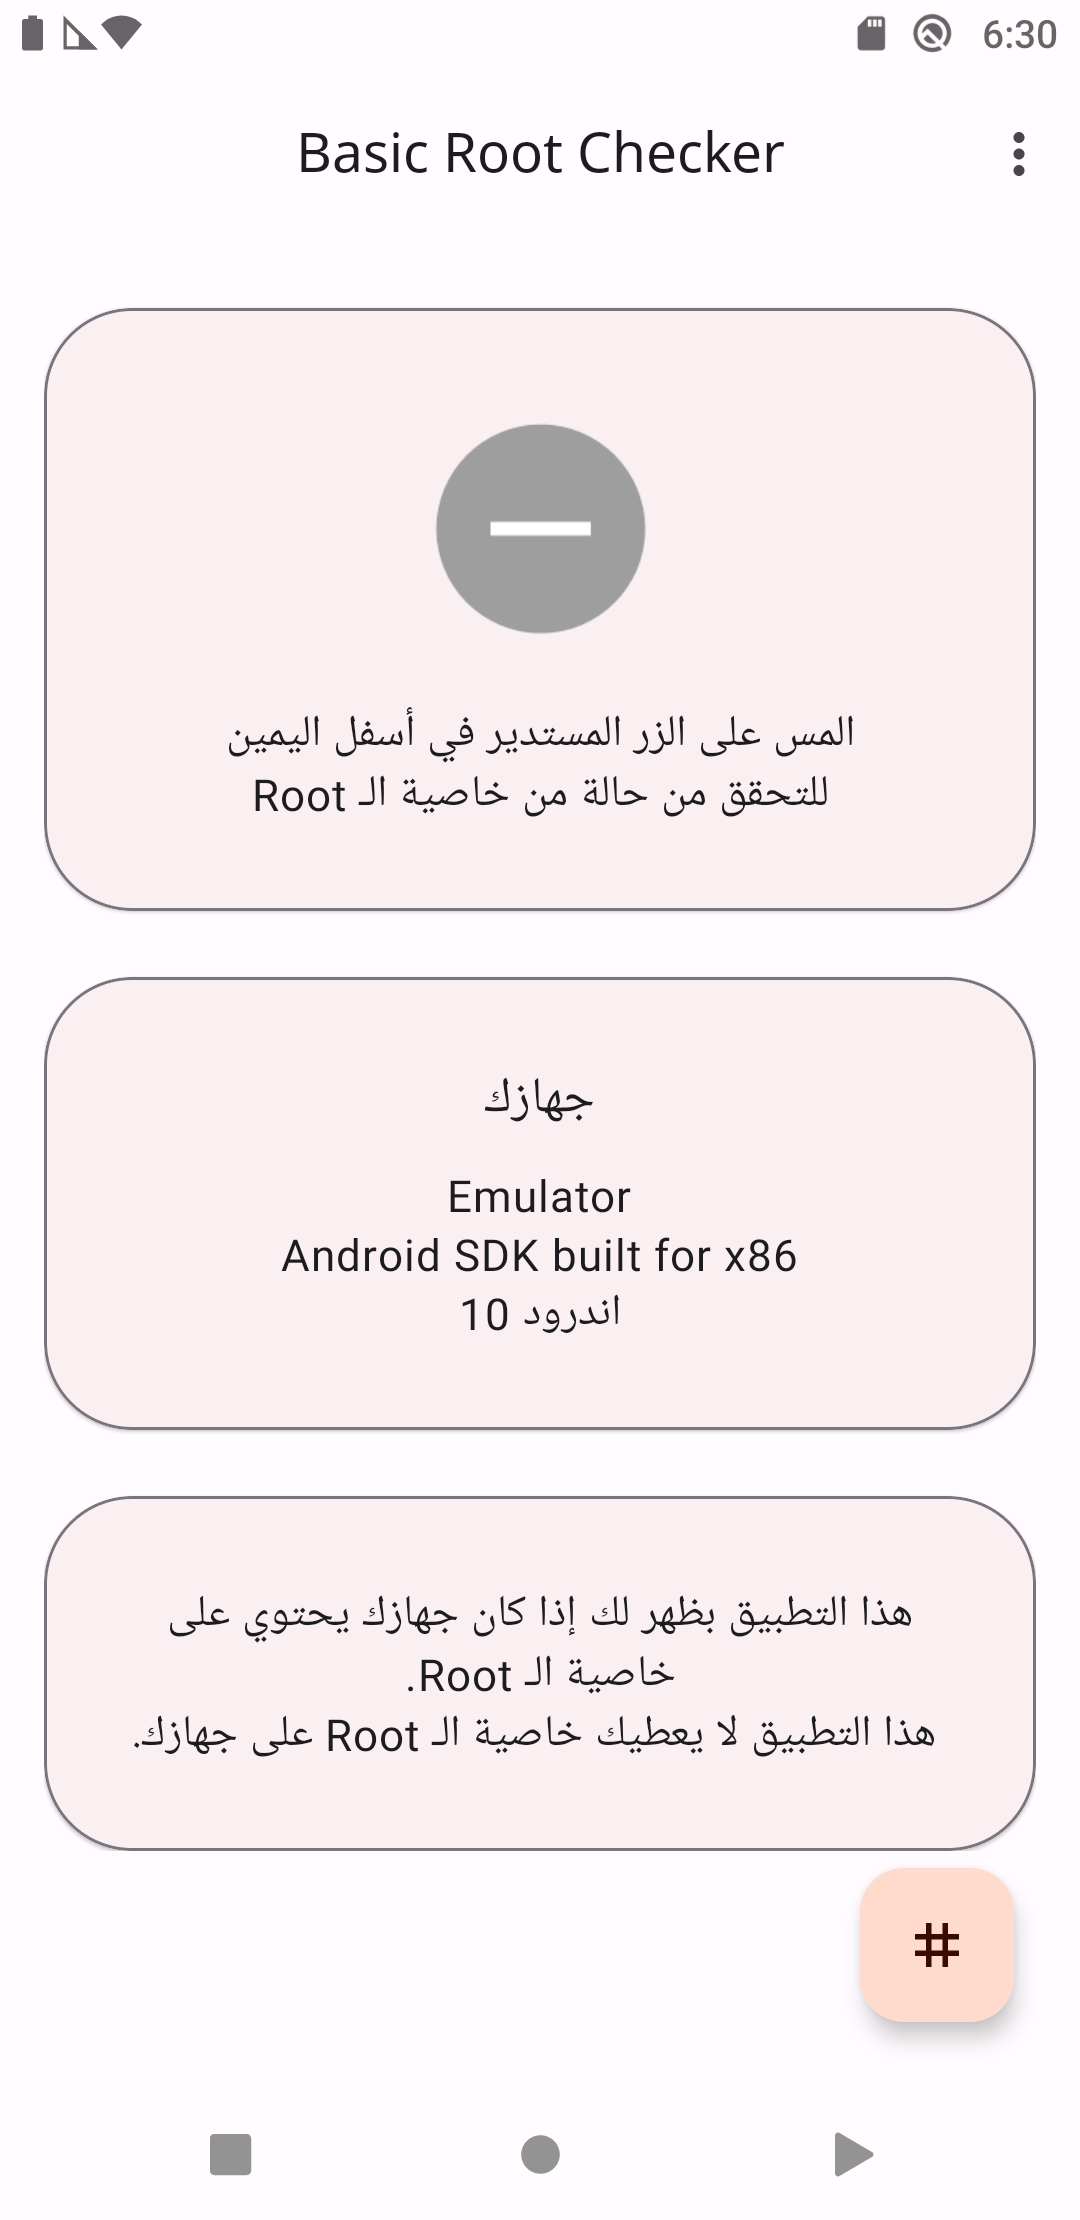 6:30
Basic Root Checker
المس على الزر المستدير في أسفل اليمين
للتحقق من حالة من خاصية الـ Root
جهازك
Emulator
Android SDK built for x86
اندرود 10
هذا التطبيق بظهر لك إذا كان جهازك يحتوي على
خاصية الـ Root.
هذا التطبيق لا يعطيك خاصية الـ Root على جهازك.
#